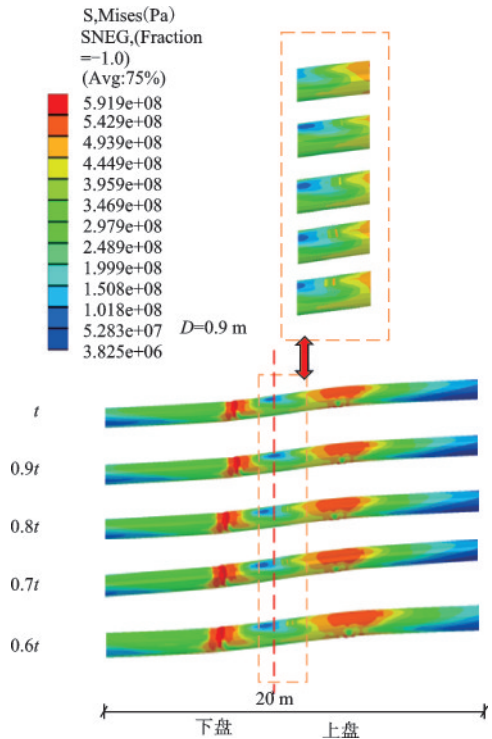 S,Mises(Pa)
SNEG,(Fraction
=−1.0)
(Avg:75%)
5.919e+08
5.429e+08
4.939e+08
4.449e+08
3.959e+08
3.469e+08
2.979e+08
2.489e+08
1.999e+08
1.508e+08
1.018e+08
5.283e+07
3.825e+06
D=0.9 m
t
0.9t
0.8t
0.7t
0.6t
20 m
下盘
上盘